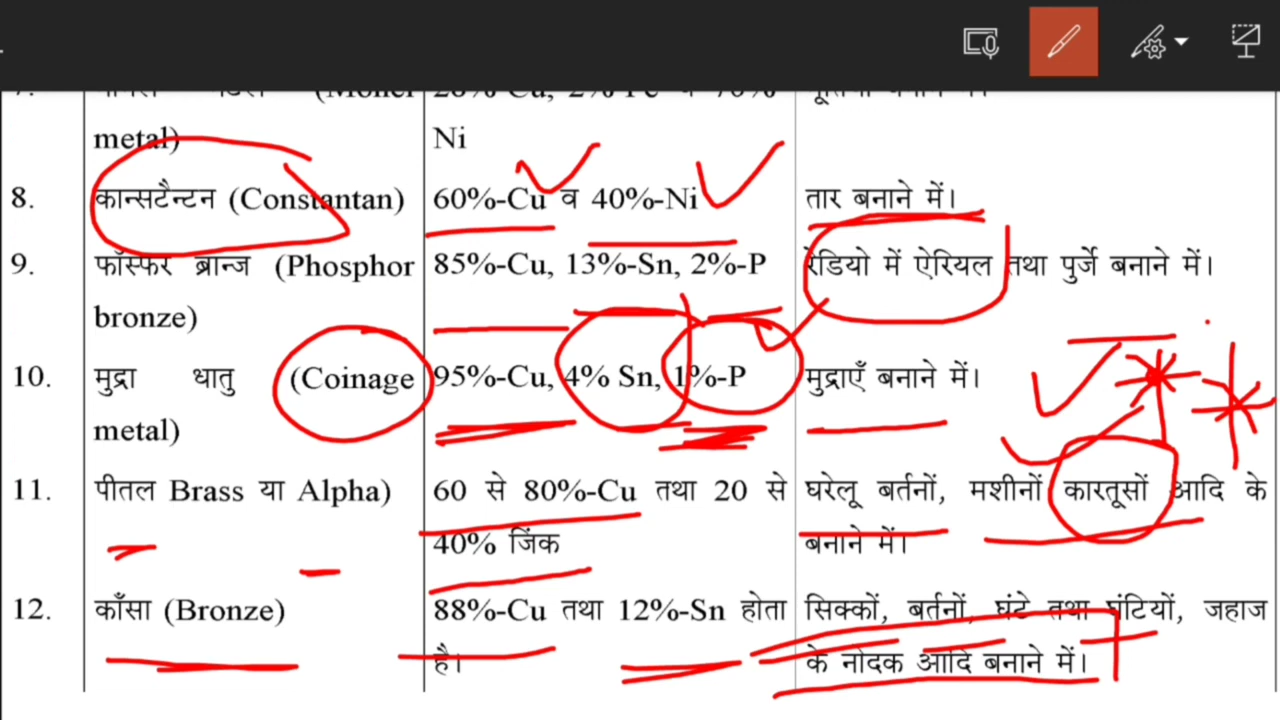 metal)
Ni
8. कान्सटैन्टन (Constantan) 60%-Cu व 40%-Ni तार बनाने में।
9. फॉस्फर ब्रान्ज (Phosphor 85%-Cu, 13%-Sn, 2%-P रेडियो में ऐरियल तथा पुर्जे बनाने में।
bronze)
10. मुद्रा धातु (Coinage 95%-Cu, 4% Sn, 1%-P मुद्राएँ बनाने में।
metal)
11. पीतल Brass या Alpha) 60 से 80%-Cu तथा 20 से घरेलू बर्तनों, मशीनों कारतूसों आदि के
40% जिंक बनाने में।
12. काँसा (Bronze) 88%-Cu तथा 12%-Sn होता सिक्कों, बर्तनों, घंटे तथा घंटियों, जहाज
है। के नोदक आदि बनाने में।